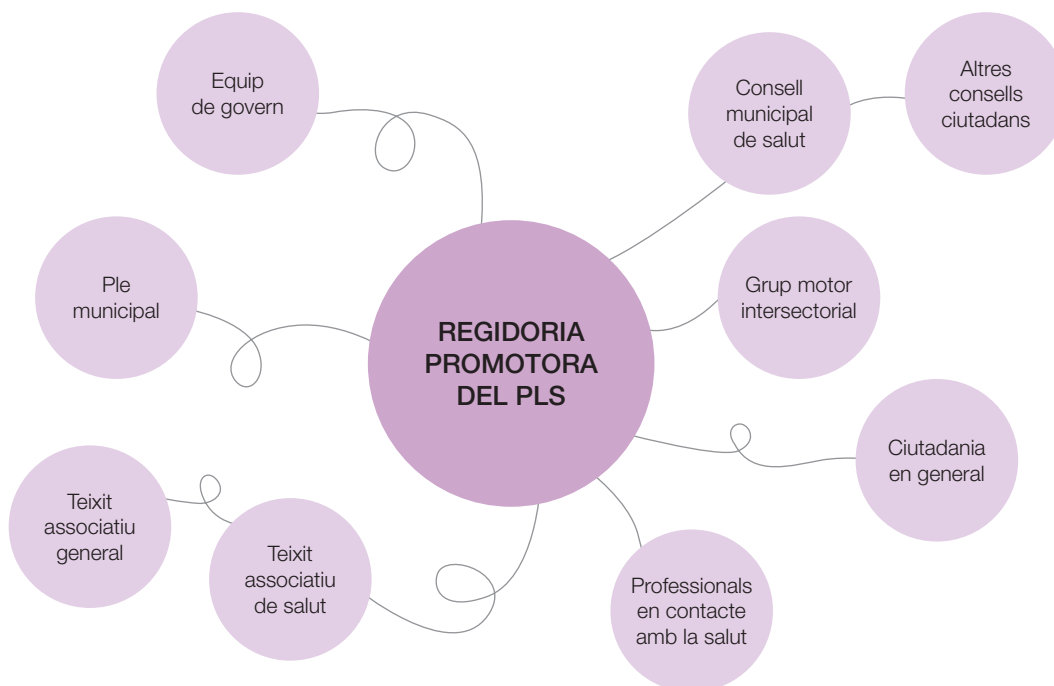 Equip
de govern
Consell
municipal
de salut
Altres
consells
ciutadans
Ple
municipal
REGIDORIA
PROMOTORA
DEL PLS
Grup motor
intersectorial
Ciutadania
en general
Teixit
associatiu
general
Teixit
associatiu
de salut
Professionals
en contacte
amb la salut